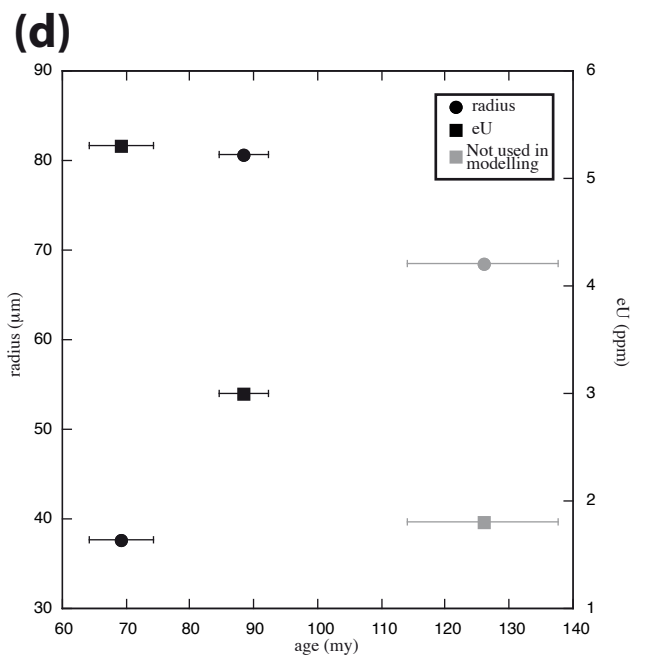 (d)
90
80
70
60
50
40
30
radius (μm)
6
5
4
3
2
1
eU (ppm)
radius
eU
Not used in
modelling
60 70 80 90 100 110 120 130 140
age (my)